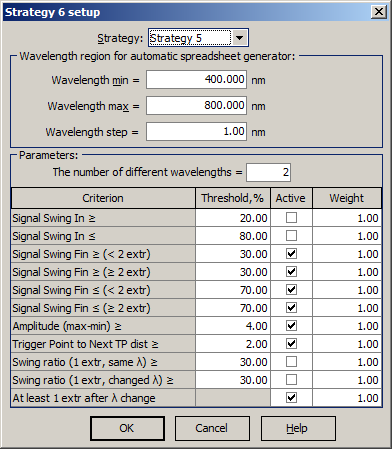 Strategy 6 setup
Strategy: Strategy 5
Wavelength region for automatic spreadsheet generator:
Wavelength min = 400.000 nm
Wavelength max = 800.000 nm
Wavelength step = 1.00 nm
Parameters:
The number of different wavelengths = 2
Criterion Threshold,% Active Weight
Signal Swing In ≥ 20.00 1.00
Signal Swing In ≤ 80.00 1.00
Signal Swing Fin ≥ (< 2 extr) 30.00 1.00
Signal Swing Fin ≥ (≥ 2 extr) 30.00 1.00
Signal Swing Fin ≤ (< 2 extr) 70.00 1.00
Signal Swing Fin ≤ (≥ 2 extr) 70.00 1.00
Amplitude (max-min) ≥ 4.00 1.00
Trigger Point to Next TP dist ≥ 2.00 1.00
Swing ratio (1 extr, same λ) ≥ 30.00 1.00
Swing ratio (1 extr, changed λ) ≥ 30.00 1.00
At least 1 extr after λ change 1.00
OK Cancel Help